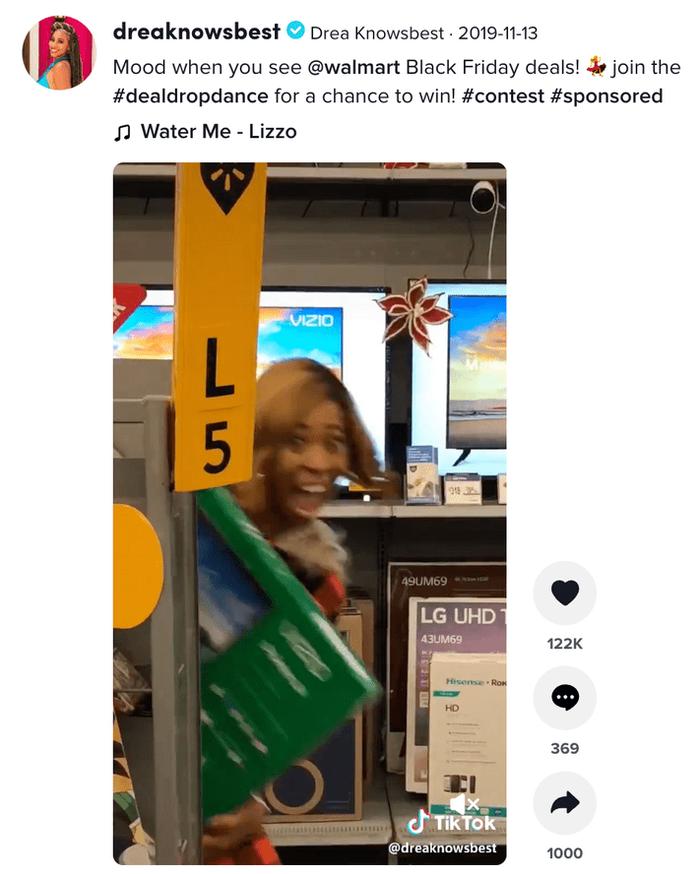 dreaknowsbest Drea Knowsbest · 2019-11-13
Mood when you see @walmart Black Friday deals! 💃 join the
#dealdropdance for a chance to win! #contest #sponsored
♫ Water Me - Lizzo
VIZIO
L
5
49UM69
LG UHD T
43UM69
Hisense • Rok
HD
TikTok
@dreaknowsbest
122K
369
1000